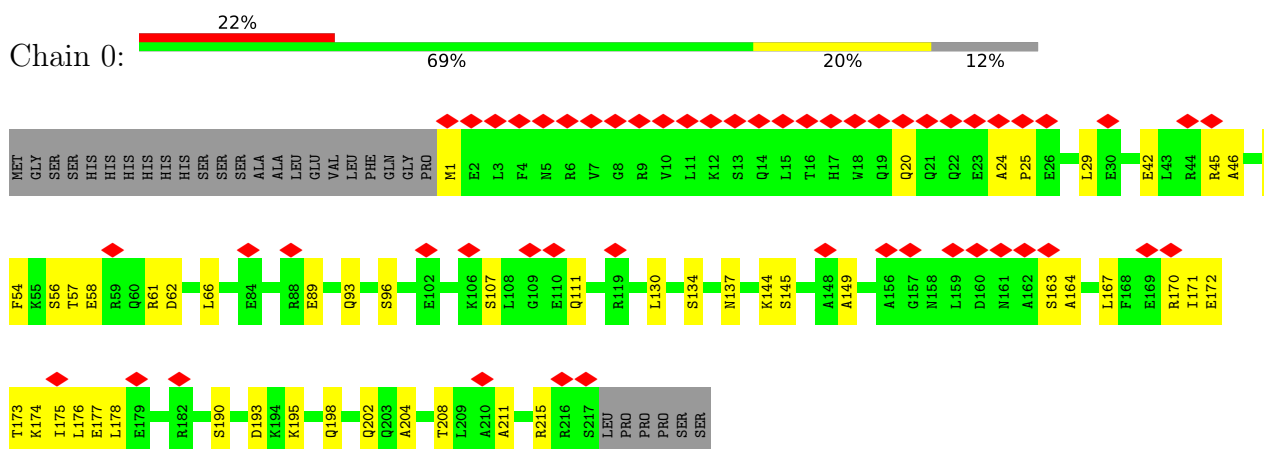 22%
Chain 0:
69% 20% 12%
MET GLY SER SER HIS HIS HIS HIS HIS HIS SER SER SER ALA ALA LEU GLU VAL LEU PHE GLN GLY PRO M1 E2 L3 F4 N5 R6 V7 G8 R9 V10 L11 K12 S13 Q14 L15 T16 H17 W18 Q19 Q20 Q21 Q22 E23 A24 P25 E26 L29 E30 E42 L43 R44 R45 A46
F54 K55 S56 T57 E58 R59 Q60 R61 D62 L66 E84 R88 E89 Q93 S96 E102 K106 S107 L108 G109 E110 Q111 R119 L130 S134 N137 K144 S145 A148 A149 A156 G157 N158 L159 D160 N161 A162 S163 A164 L167 F168 E169 R170 I171 E172
T173 K174 I175 L176 E177 L178 E179 R182 S190 D193 K194 K195 Q198 Q202 Q203 A204 T208 L209 A210 A211 R215 R216 S217 LEU PRO PRO PRO SER SER